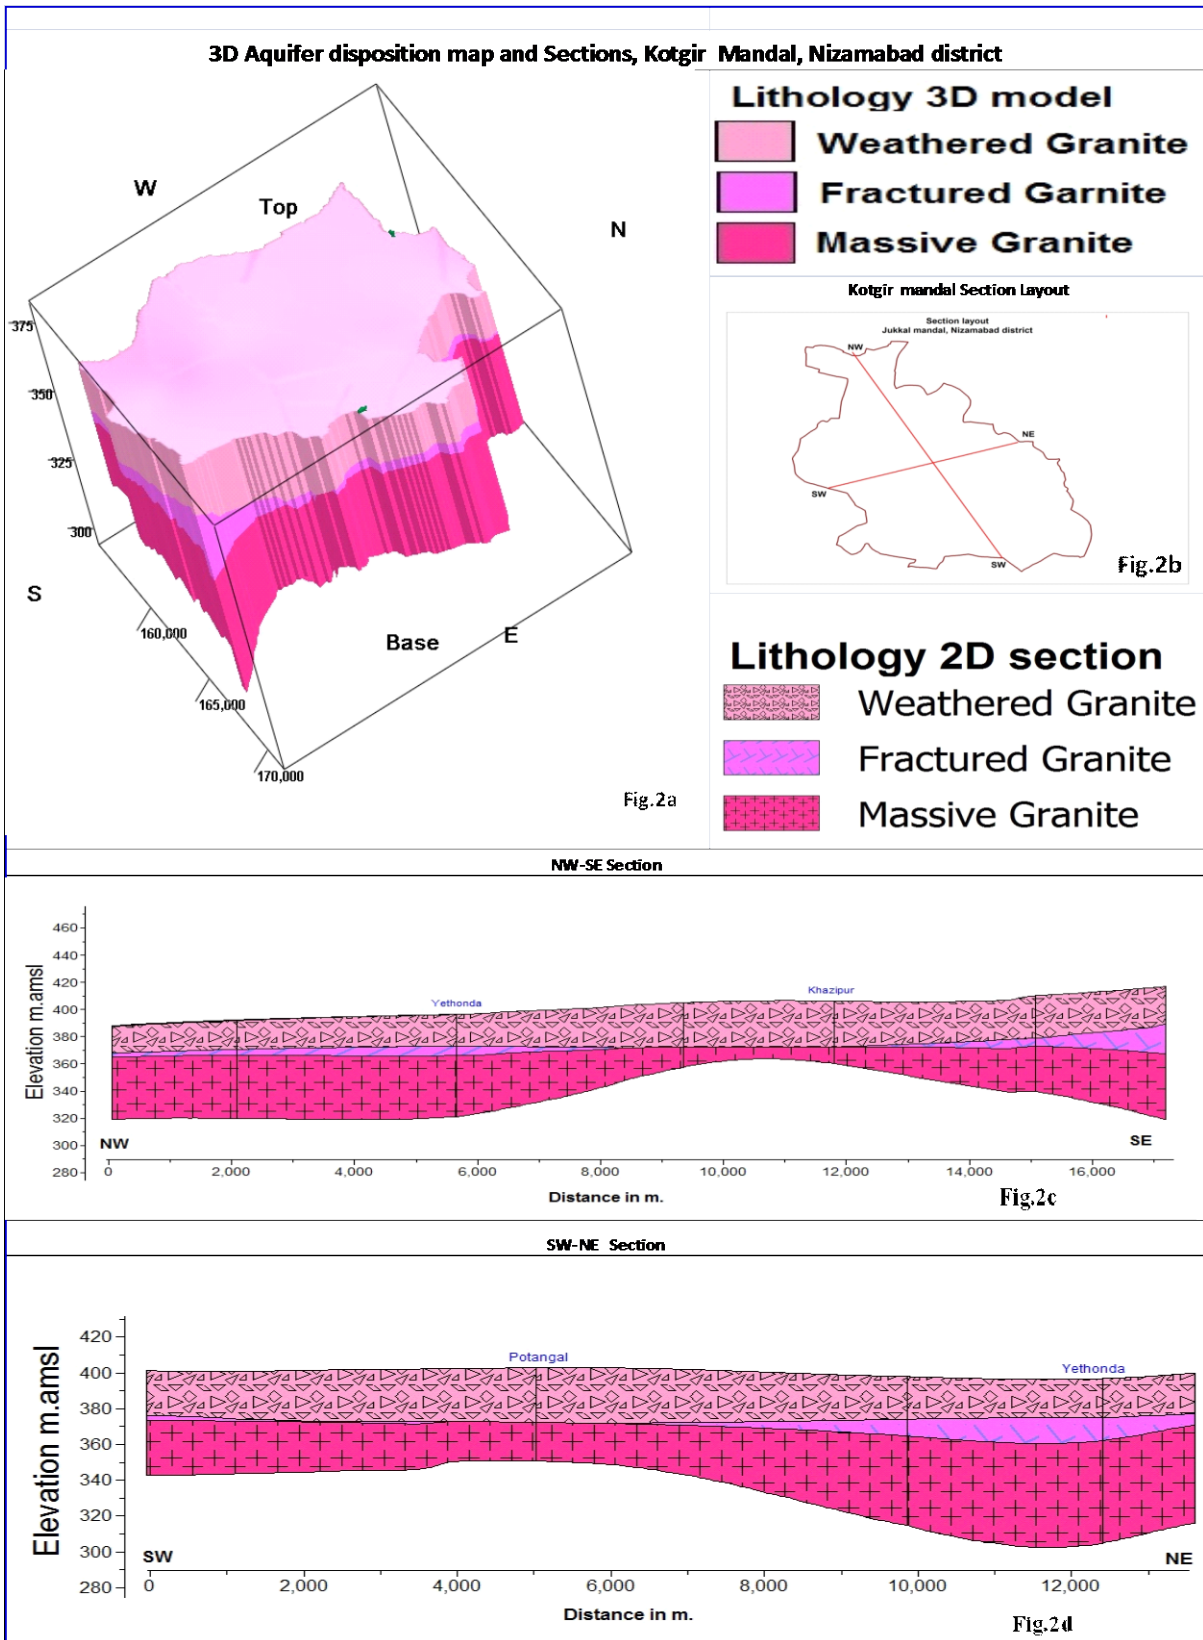 3D Aquifer disposition map and Sections, Kotgir Mandal, Nizamabad district
W
Top
N
375
350
325
300
S
160,000
165,000
170,000
Base
E
Fig.2a
Lithology 3D model
Weathered Granite
Fractured Garnite
Massive Granite
Kotgir mandal Section Layout
Section layout
Jukkal mandal, Nizamabad district
NW
NE
SW
SW
Fig.2b
Lithology 2D section
Weathered Granite
Fractured Granite
Massive Granite
NW-SE Section
Elevation m.amsl
460
440
420
400
380
360
340
320
300
280
Yethonda
Khazipur
NW
SE
0 2,000 4,000 6,000 8,000 10,000 12,000 14,000 16,000
Distance in m.
Fig.2c
SW-NE Section
Elevation m.amsl
420
400
380
360
340
320
300
280
Potangal
Yethonda
SW
NE
0 2,000 4,000 6,000 8,000 10,000 12,000
Distance in m.
Fig.2d